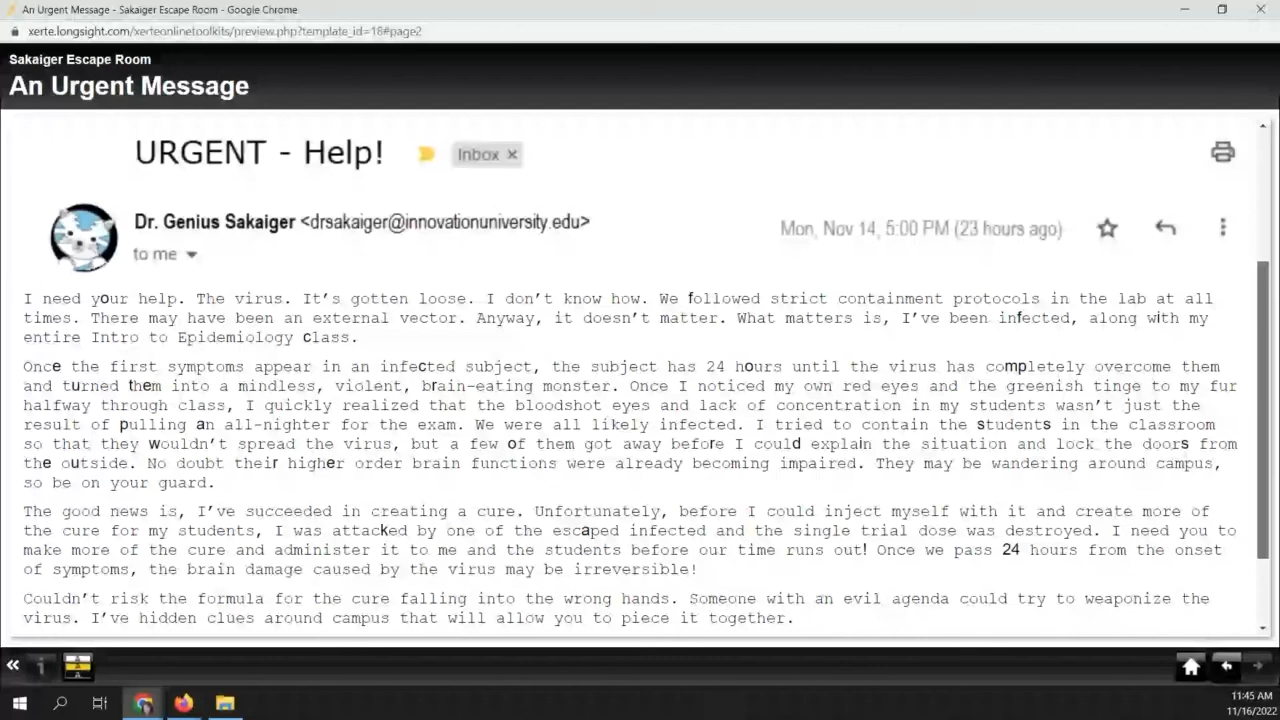 An Urgent Message - Sakaiger Escape Room - Google Chrome
xerte.longsight.com/xerteonlinetoolkits/preview.php?template_id=18#page2
Sakaiger Escape Room
An Urgent Message
URGENT - Help! Inbox ×
Dr. Genius Sakaiger <drsakaiger@innovationuniversity.edu>
Mon, Nov 14, 5:00 PM (23 hours ago)
to me
I need your help. The virus. It's gotten loose. I don't know how. We followed strict containment protocols in the lab at all
times. There may have been an external vector. Anyway, it doesn't matter. What matters is, I've been infected, along with my
entire Intro to Epidemiology class.
Once the first symptoms appear in an infected subject, the subject has 24 hours until the virus has completely overcome them
and turned them into a mindless, violent, brain-eating monster. Once I noticed my own red eyes and the greenish tinge to my fur
halfway through class, I quickly realized that the bloodshot eyes and lack of concentration in my students wasn't just the
result of pulling an all-nighter for the exam. We were all likely infected. I tried to contain the students in the classroom
so that they wouldn't spread the virus, but a few of them got away before I could explain the situation and lock the doors from
the outside. No doubt their higher order brain functions were already becoming impaired. They may be wandering around campus,
so be on your guard.
The good news is, I've succeeded in creating a cure. Unfortunately, before I could inject myself with it and create more of
the cure for my students, I was attacked by one of the escaped infected and the single trial dose was destroyed. I need you to
make more of the cure and administer it to me and the students before our time runs out! Once we pass 24 hours from the onset
of symptoms, the brain damage caused by the virus may be irreversible!
Couldn't risk the formula for the cure falling into the wrong hands. Someone with an evil agenda could try to weaponize the
virus. I've hidden clues around campus that will allow you to piece it together.
11:45 AM
11/16/2022